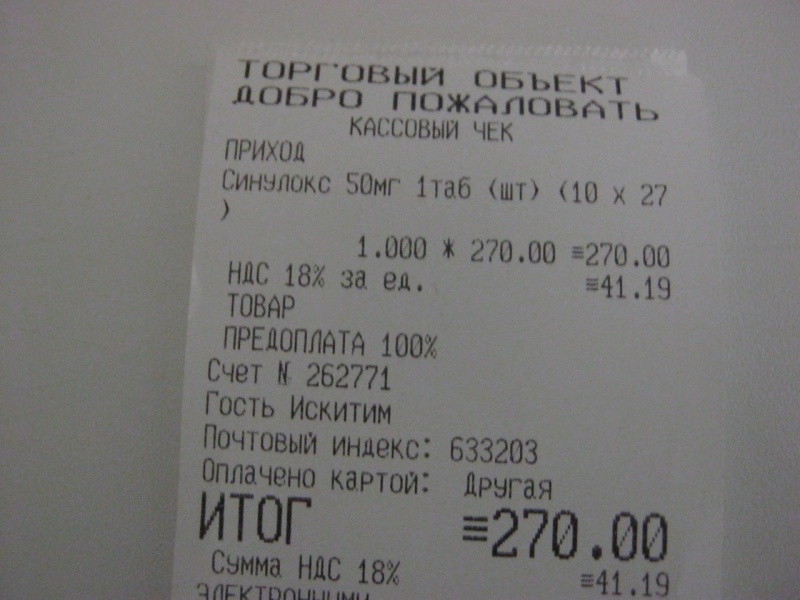 ТОРГОВЫЙ ОБЪЕКТ
ДОБРО ПОЖАЛОВАТЬ
КАССОВЫЙ ЧЕК
ПРИХОД
Синулокс 50мг 1таб (шт) (10 x 27
)
1.000 * 270.00 ≡270.00
НДС 18% за ед. ≡41.19
ТОВАР
ПРЕДОПЛАТА 100%
Счет № 262771
Гость Искитим
Почтовый индекс: 633203
Оплачено картой: Другая
ИТОГ ≡270.00
Сумма НДС 18% ≡41.19
ЭЛЕКТРОННЫМИ